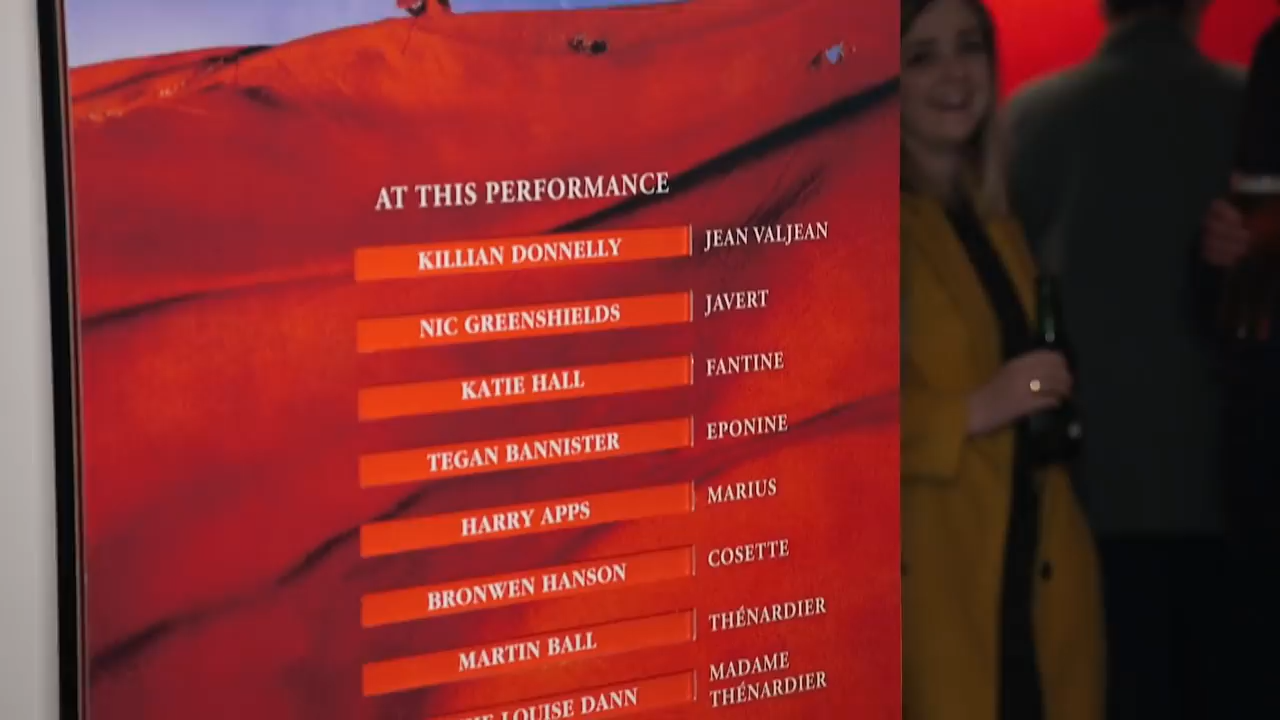 AT THIS PERFORMANCE
KILLIAN DONNELLY JEAN VALJEAN
NIC GREENSHIELDS JAVERT
KATIE HALL FANTINE
TEGAN BANNISTER EPONINE
HARRY APPS MARIUS
BRONWEN HANSON COSETTE
MARTIN BALL THÉNARDIER
LOUISE DANN MADAME
THÉNARDIER